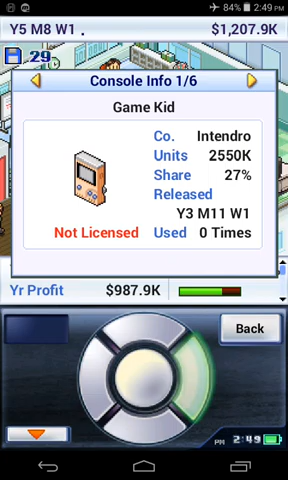 84% 2:49 PM
Y5 M8 W1 . $1,207.9K
29
Console Info 1/6
Game Kid
Co. Intendro
Units 2550K
Share 27%
Released
Y3 M11 W1
Not Licensed Used 0 Times
Yr Profit $987.9K
Back
PM 2:49